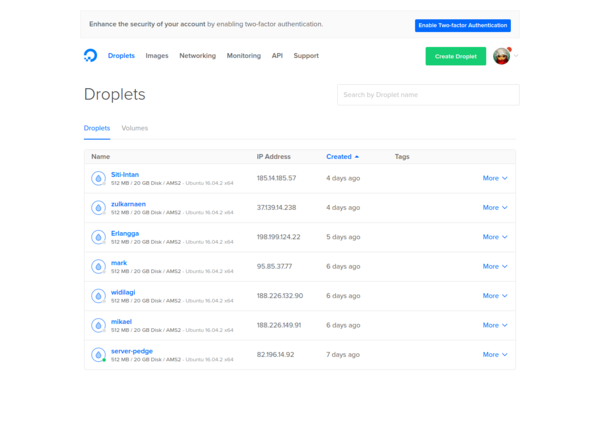 Enhance the security of your account by enabling two-factor authentication.
Enable Two-factor Authentication
Droplets Images Networking Monitoring API Support
Create Droplet
Droplets
Search by Droplet name
Droplets Volumes
Name IP Address Created Tags
Siti-Intan
512 MB / 20 GB Disk / AMS2 - Ubuntu 16.04.2 x64
185.14.185.57 4 days ago More
zulkarnaen
512 MB / 20 GB Disk / AMS2 - Ubuntu 16.04.2 x64
37.139.14.238 4 days ago More
Erlangga
512 MB / 20 GB Disk / AMS2 - Ubuntu 16.04.2 x64
198.199.124.22 5 days ago More
mark
512 MB / 20 GB Disk / AMS2 - Ubuntu 16.04.2 x64
95.85.37.77 6 days ago More
widilagi
512 MB / 20 GB Disk / AMS2 - Ubuntu 16.04.2 x64
188.226.132.90 6 days ago More
mikael
512 MB / 20 GB Disk / AMS2 - Ubuntu 16.04.2 x64
188.226.149.91 6 days ago More
server-pedge
512 MB / 20 GB Disk / AMS2 - Ubuntu 16.04.2 x64
82.196.14.92 7 days ago More